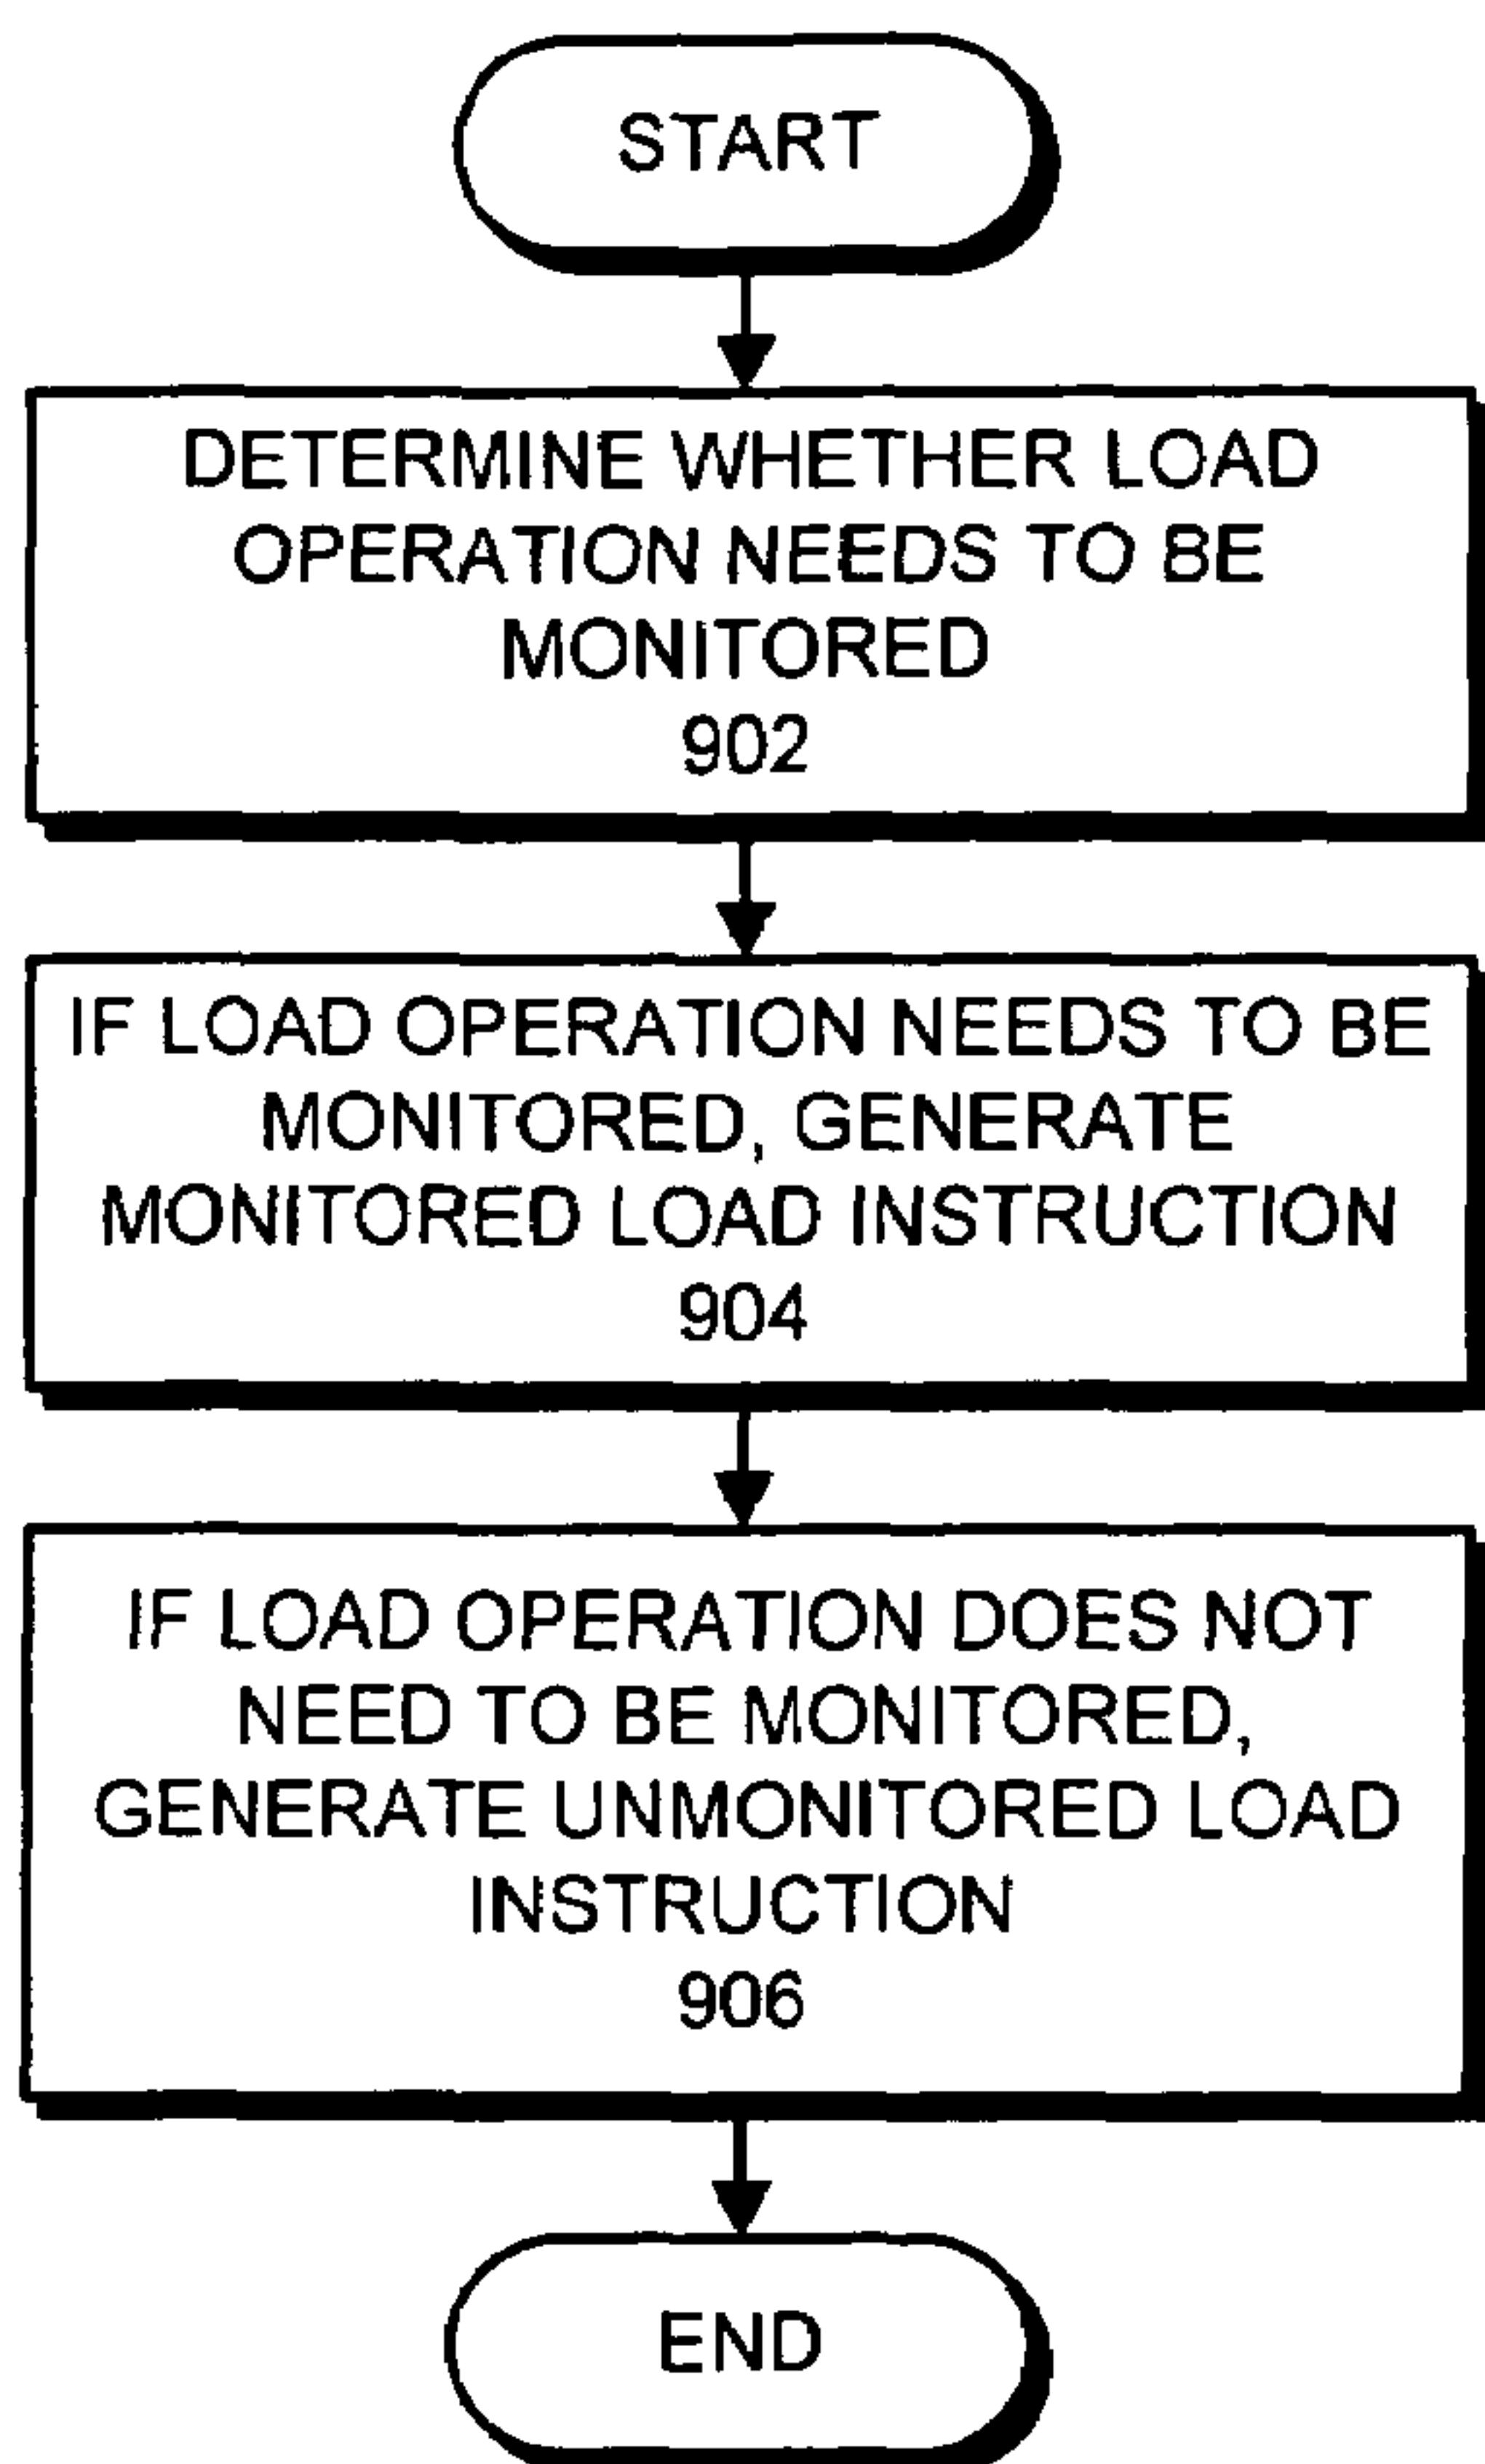 START
DETERMINE WHETHER LOAD
OPERATION NEEDS TO BE
MONITORED
902
IF LOAD OPERATION NEEDS TO BE
MONITORED, GENERATE
MONITORED LOAD INSTRUCTION
904
IF LOAD OPERATION DOES NOT
NEED TO BE MONITORED,
GENERATE UNMONITORED LOAD
INSTRUCTION
906
END